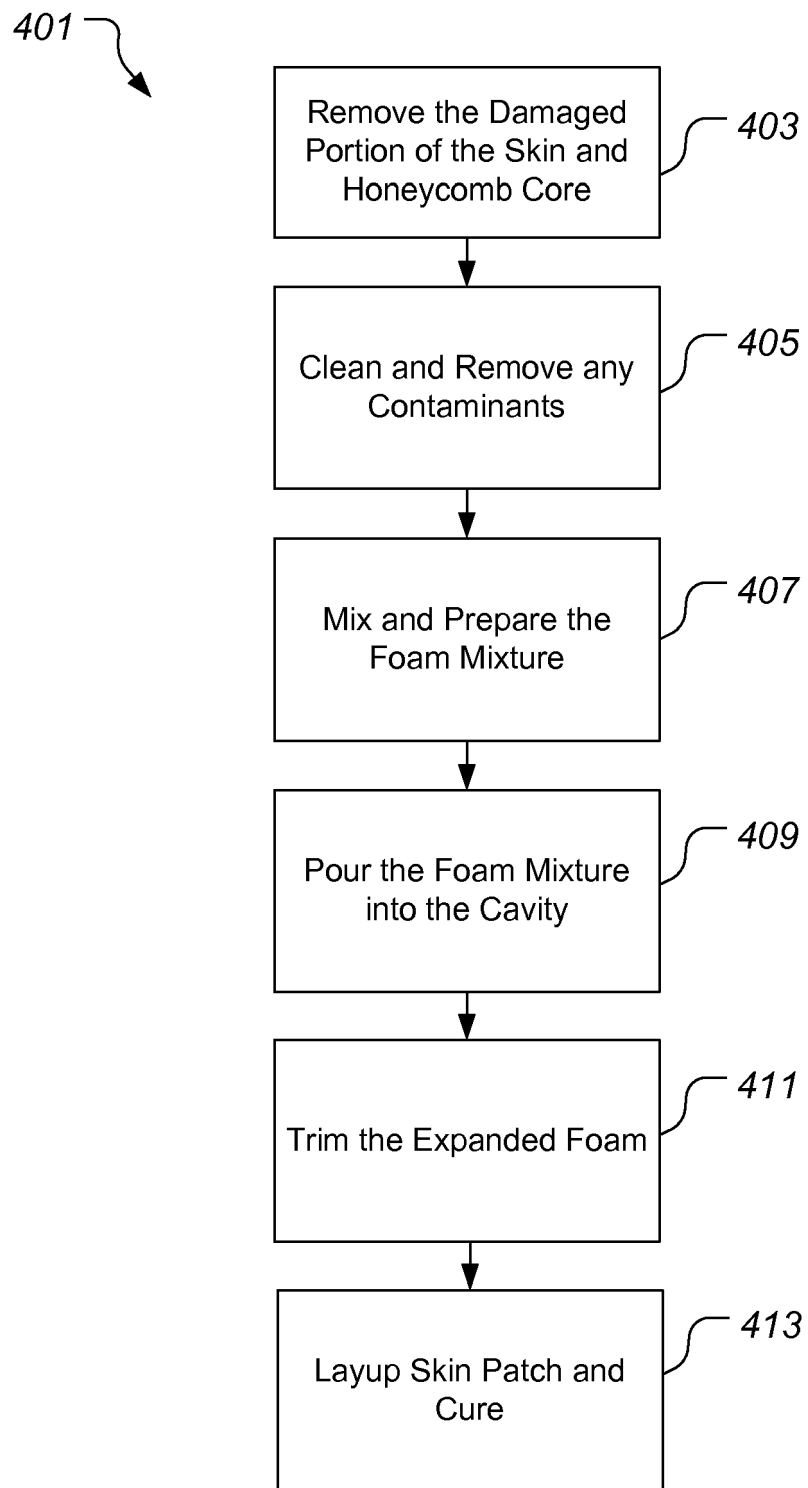 401
Remove the Damaged
Portion of the Skin and
Honeycomb Core
403
Clean and Remove any
Contaminants
405
Mix and Prepare the
Foam Mixture
407
Pour the Foam Mixture
into the Cavity
409
Trim the Expanded Foam
411
Layup Skin Patch and
Cure
413